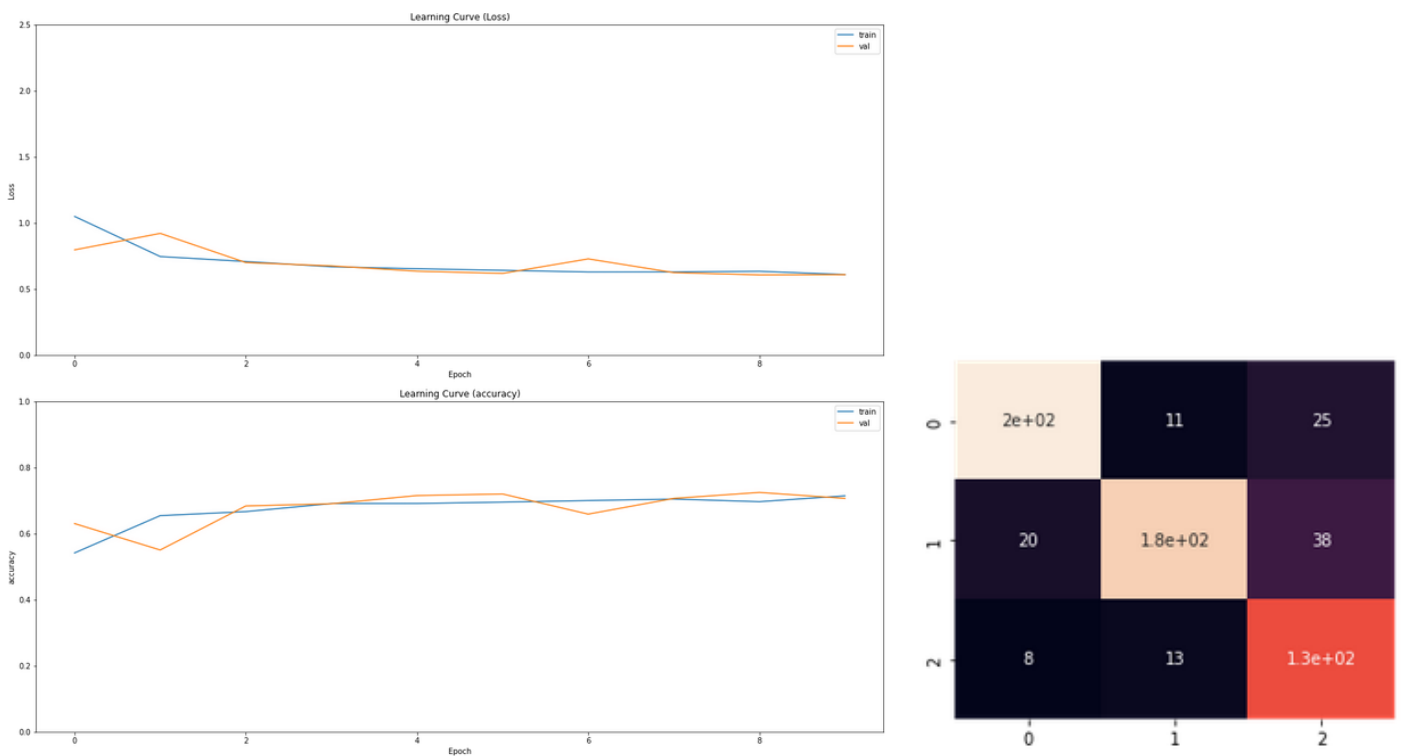 Learning Curve (Loss)
2.5
2.0
1.5
1.0
0.5
0.0
Loss
train
val
0 2 4 6 8
Epoch
Learning Curve (accuracy)
1.0
0.8
0.6
0.4
0.2
0.0
accuracy
train
val
0 2 4 6 8
Epoch
0 2e+02 11 25
1 20 1.8e+02 38
2 8 13 1.3e+02
0 1 2